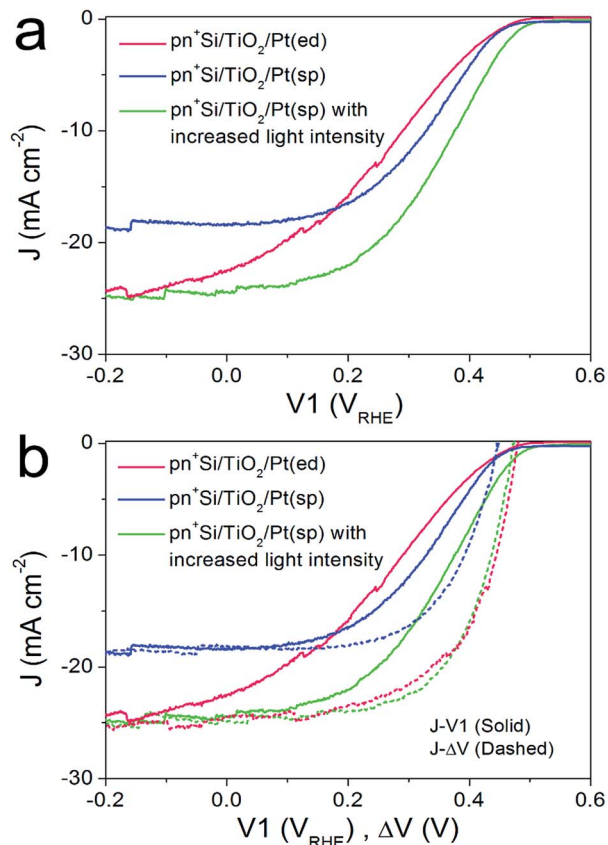 a
0
-10
-20
-30
J (mA cm⁻²)
pn⁺Si/TiO₂/Pt(ed)
pn⁺Si/TiO₂/Pt(sp)
pn⁺Si/TiO₂/Pt(sp) with
increased light intensity
-0.2 0.0 0.2 0.4 0.6
V1 (V_RHE)
b
0
-10
-20
-30
J (mA cm⁻²)
pn⁺Si/TiO₂/Pt(ed)
pn⁺Si/TiO₂/Pt(sp)
pn⁺Si/TiO₂/Pt(sp) with
increased light intensity
J-V1 (Solid)
J-ΔV (Dashed)
-0.2 0.0 0.2 0.4 0.6
V1 (V_RHE) , ΔV (V)